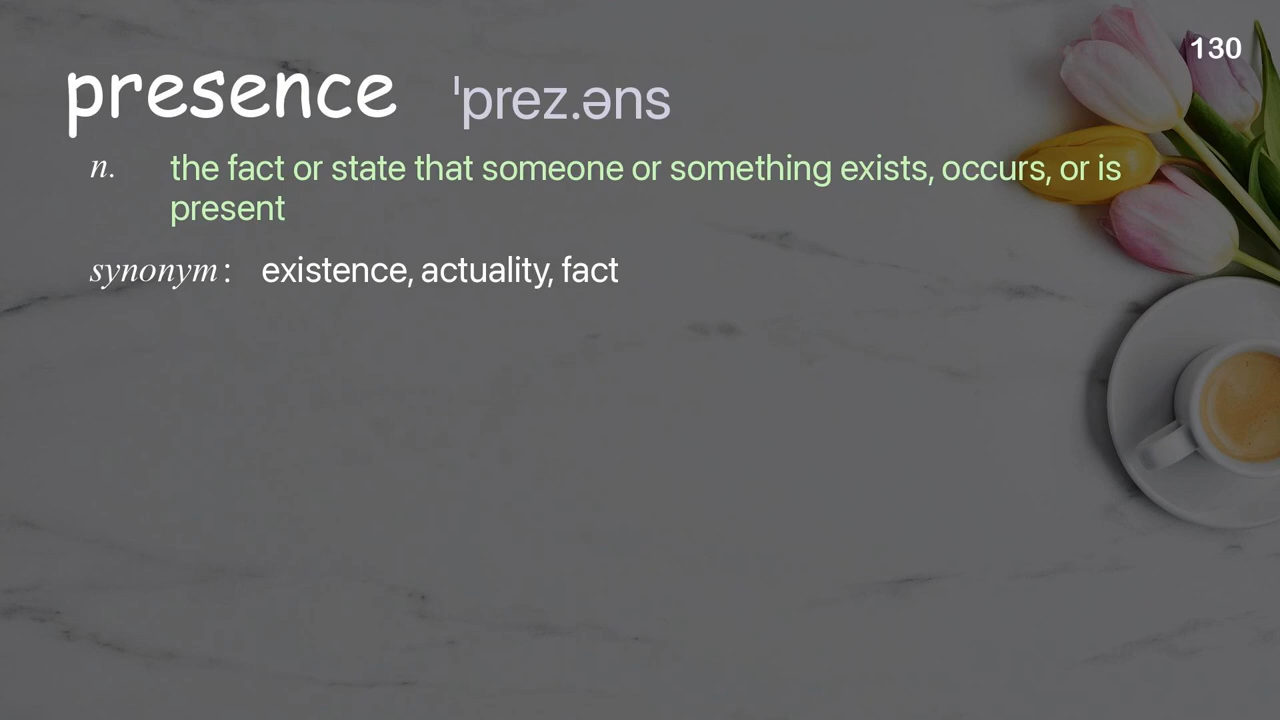 130
presence ˈprez.əns
n. the fact or state that someone or something exists, occurs, or is
present
synonym: existence, actuality, fact